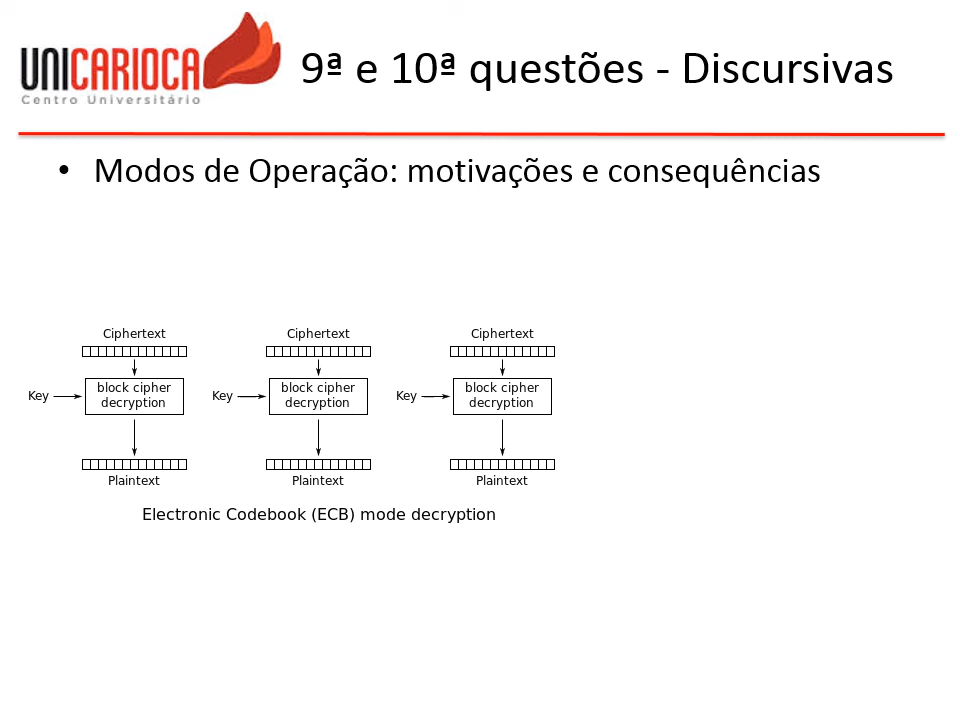 UNICARIOCA
Centro Universitário
9ª e 10ª questões - Discursivas
• Modos de Operação: motivações e consequências
Ciphertext Ciphertext Ciphertext
Key block cipher decryption Key block cipher decryption Key block cipher decryption
Plaintext Plaintext Plaintext
Electronic Codebook (ECB) mode decryption